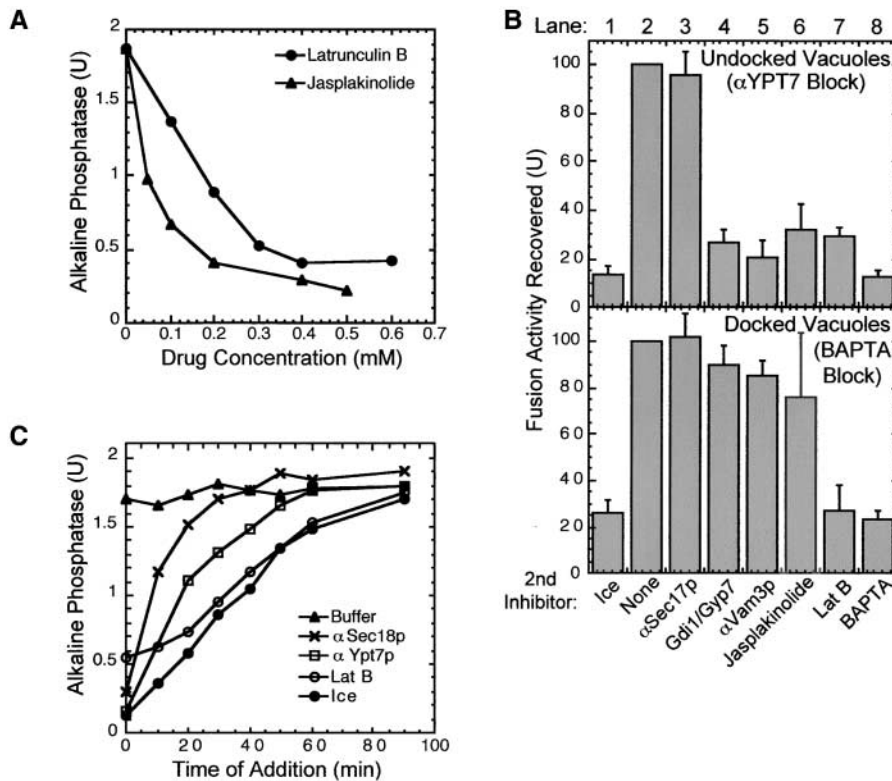 A
Alkaline Phosphatase (U)
2
1.5
1
0.5
0
Latrunculin B
Jasplakinolide
0 0.1 0.2 0.3 0.4 0.5 0.6 0.7
Drug Concentration (mM)
B
Lane: 1 2 3 4 5 6 7 8
Undocked Vacuoles
(αYPT7 Block)
100
80
60
40
20
0
Docked Vacuoles
(BAPTA
Block)
100
80
60
40
20
0
Fusion Activity Recovered (U)
2nd
Inhibitor:
Ice
None
αSec17p
Gdi1/Gyp7
αVam3p
Jasplakinolide
Lat B
BAPTA
C
Alkaline Phosphatase (U)
2
1.5
1
0.5
0
Buffer
α Sec18p
α Ypt7p
Lat B
Ice
0 20 40 60 80 100
Time of Addition (min)